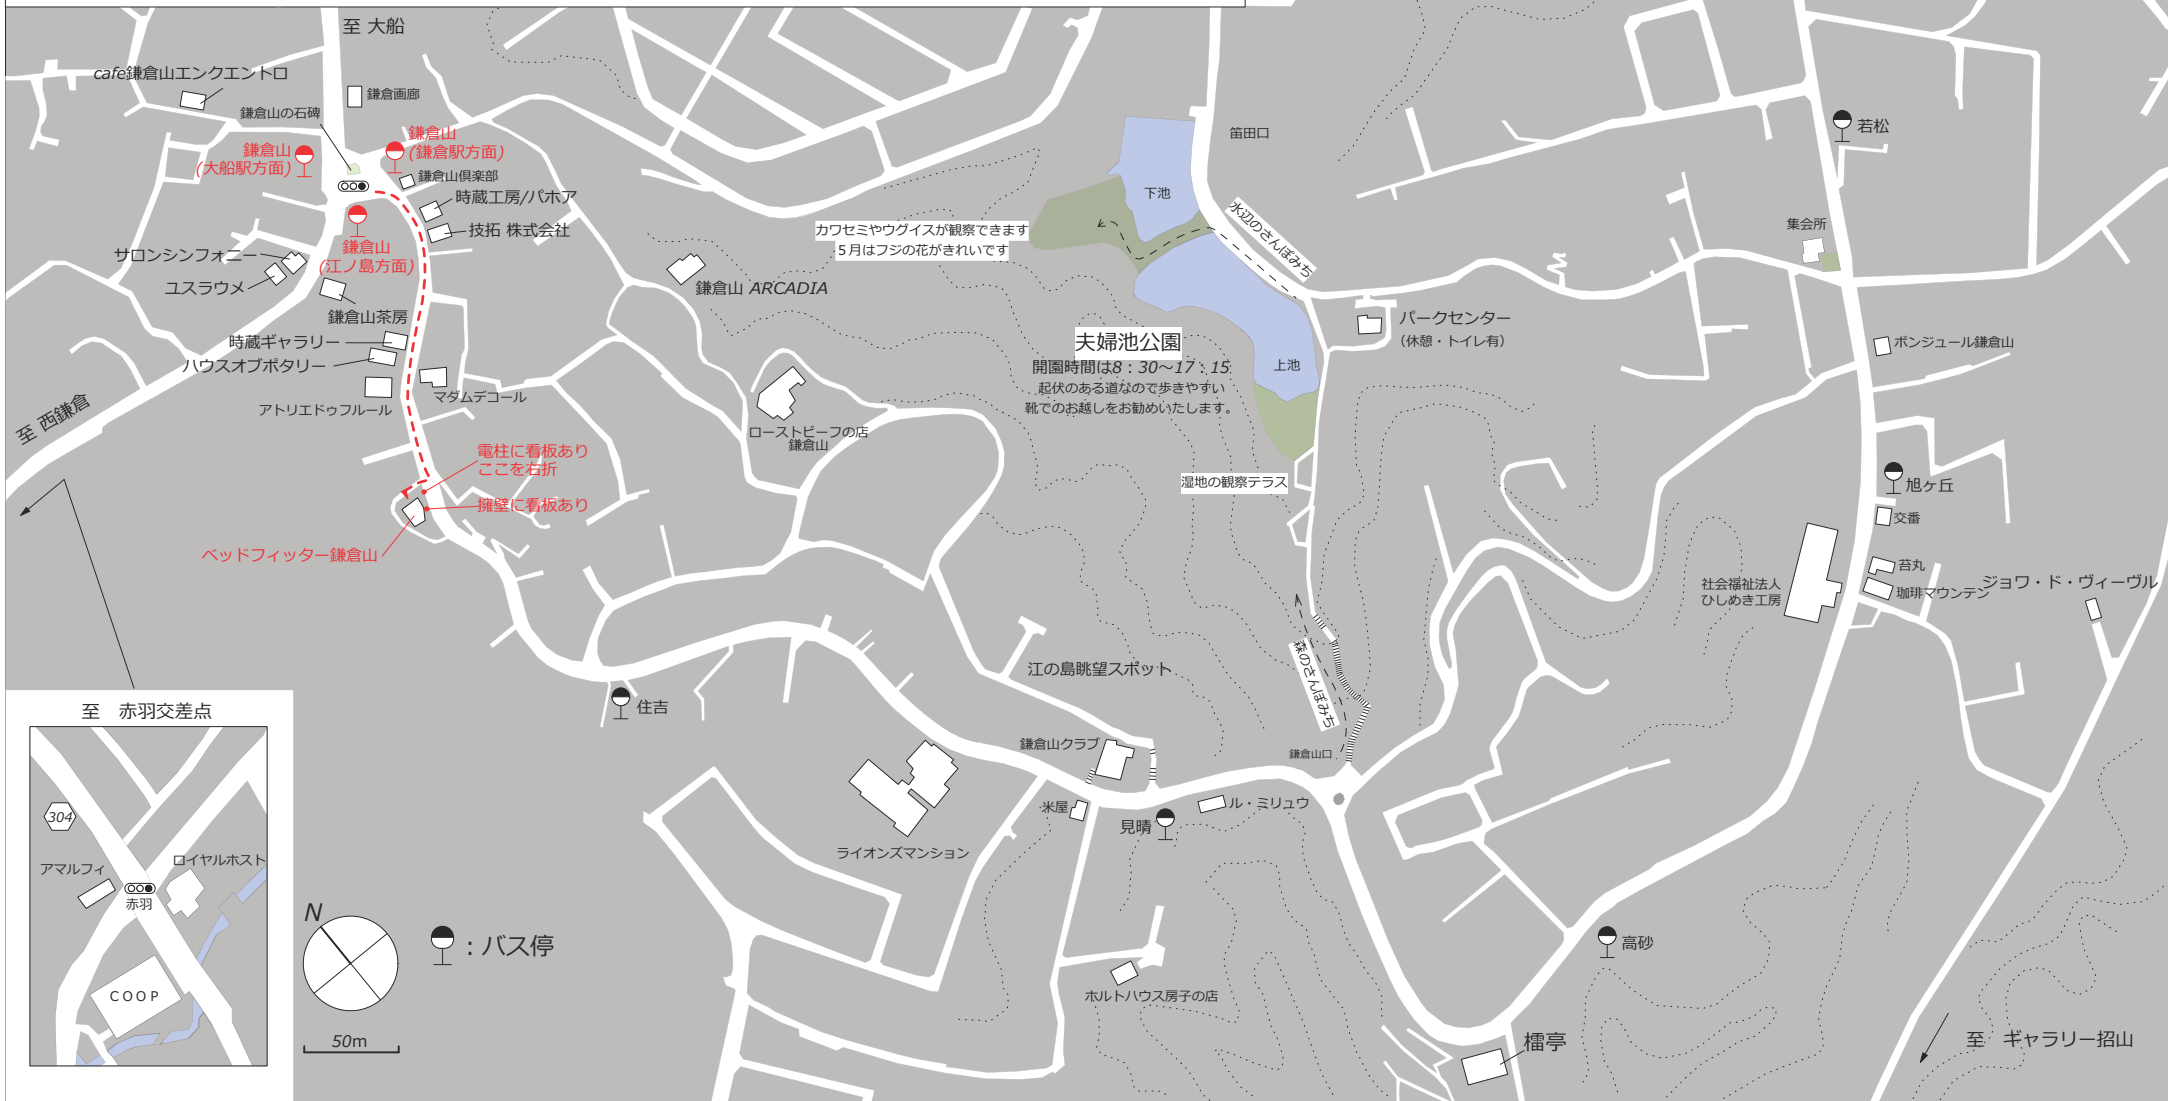 至 大船
cafe鎌倉山エンクエントロ
鎌倉画廊
鎌倉山の石碑
鎌倉山
(大船駅方面)
鎌倉山
(鎌倉駅方面)
鎌倉山倶楽部
時蔵工房/パホア
技拓 株式会社
鎌倉山
(江ノ島方面)
サロンシンフォニー
ユスラウメ
鎌倉山茶房
時蔵ギャラリー
ハウスオブポタリー
アトリエドゥフルール
マダムデコール
至 西鎌倉
電柱に看板あり
ここを右折
擁壁に看板あり
ベッドフィッター鎌倉山
鎌倉山 ARCADIA
ローストビーフの店
鎌倉山
カワセミやウグイスが観察できます
5月はフジの花がきれいです
下池
笛田口
水辺のさんぽみち
夫婦池公園
開園時間は8：30〜17：15
起伏のある道なので歩きやすい
靴でのお越しをお勧めいたします。
上池
パークセンター
(休憩・トイレ有)
湿地の観察テラス
若松
集会所
ボンジュール鎌倉山
旭ヶ丘
交番
苔丸
珈琲マウンテン
ジョワ・ド・ヴィーヴル
社会福祉法人
ひしめき工房
森のさんぽみち
江の島眺望スポット
住吉
鎌倉山クラブ
鎌倉山口
米屋
見晴
ル・ミリュウ
ライオンズマンション
ホルトハウス房子の店
高砂
檑亭
至 ギャラリー招山
至 赤羽交差点
304
アマルフィ
ロイヤルホスト
赤羽
COOP
N
：バス停
50m